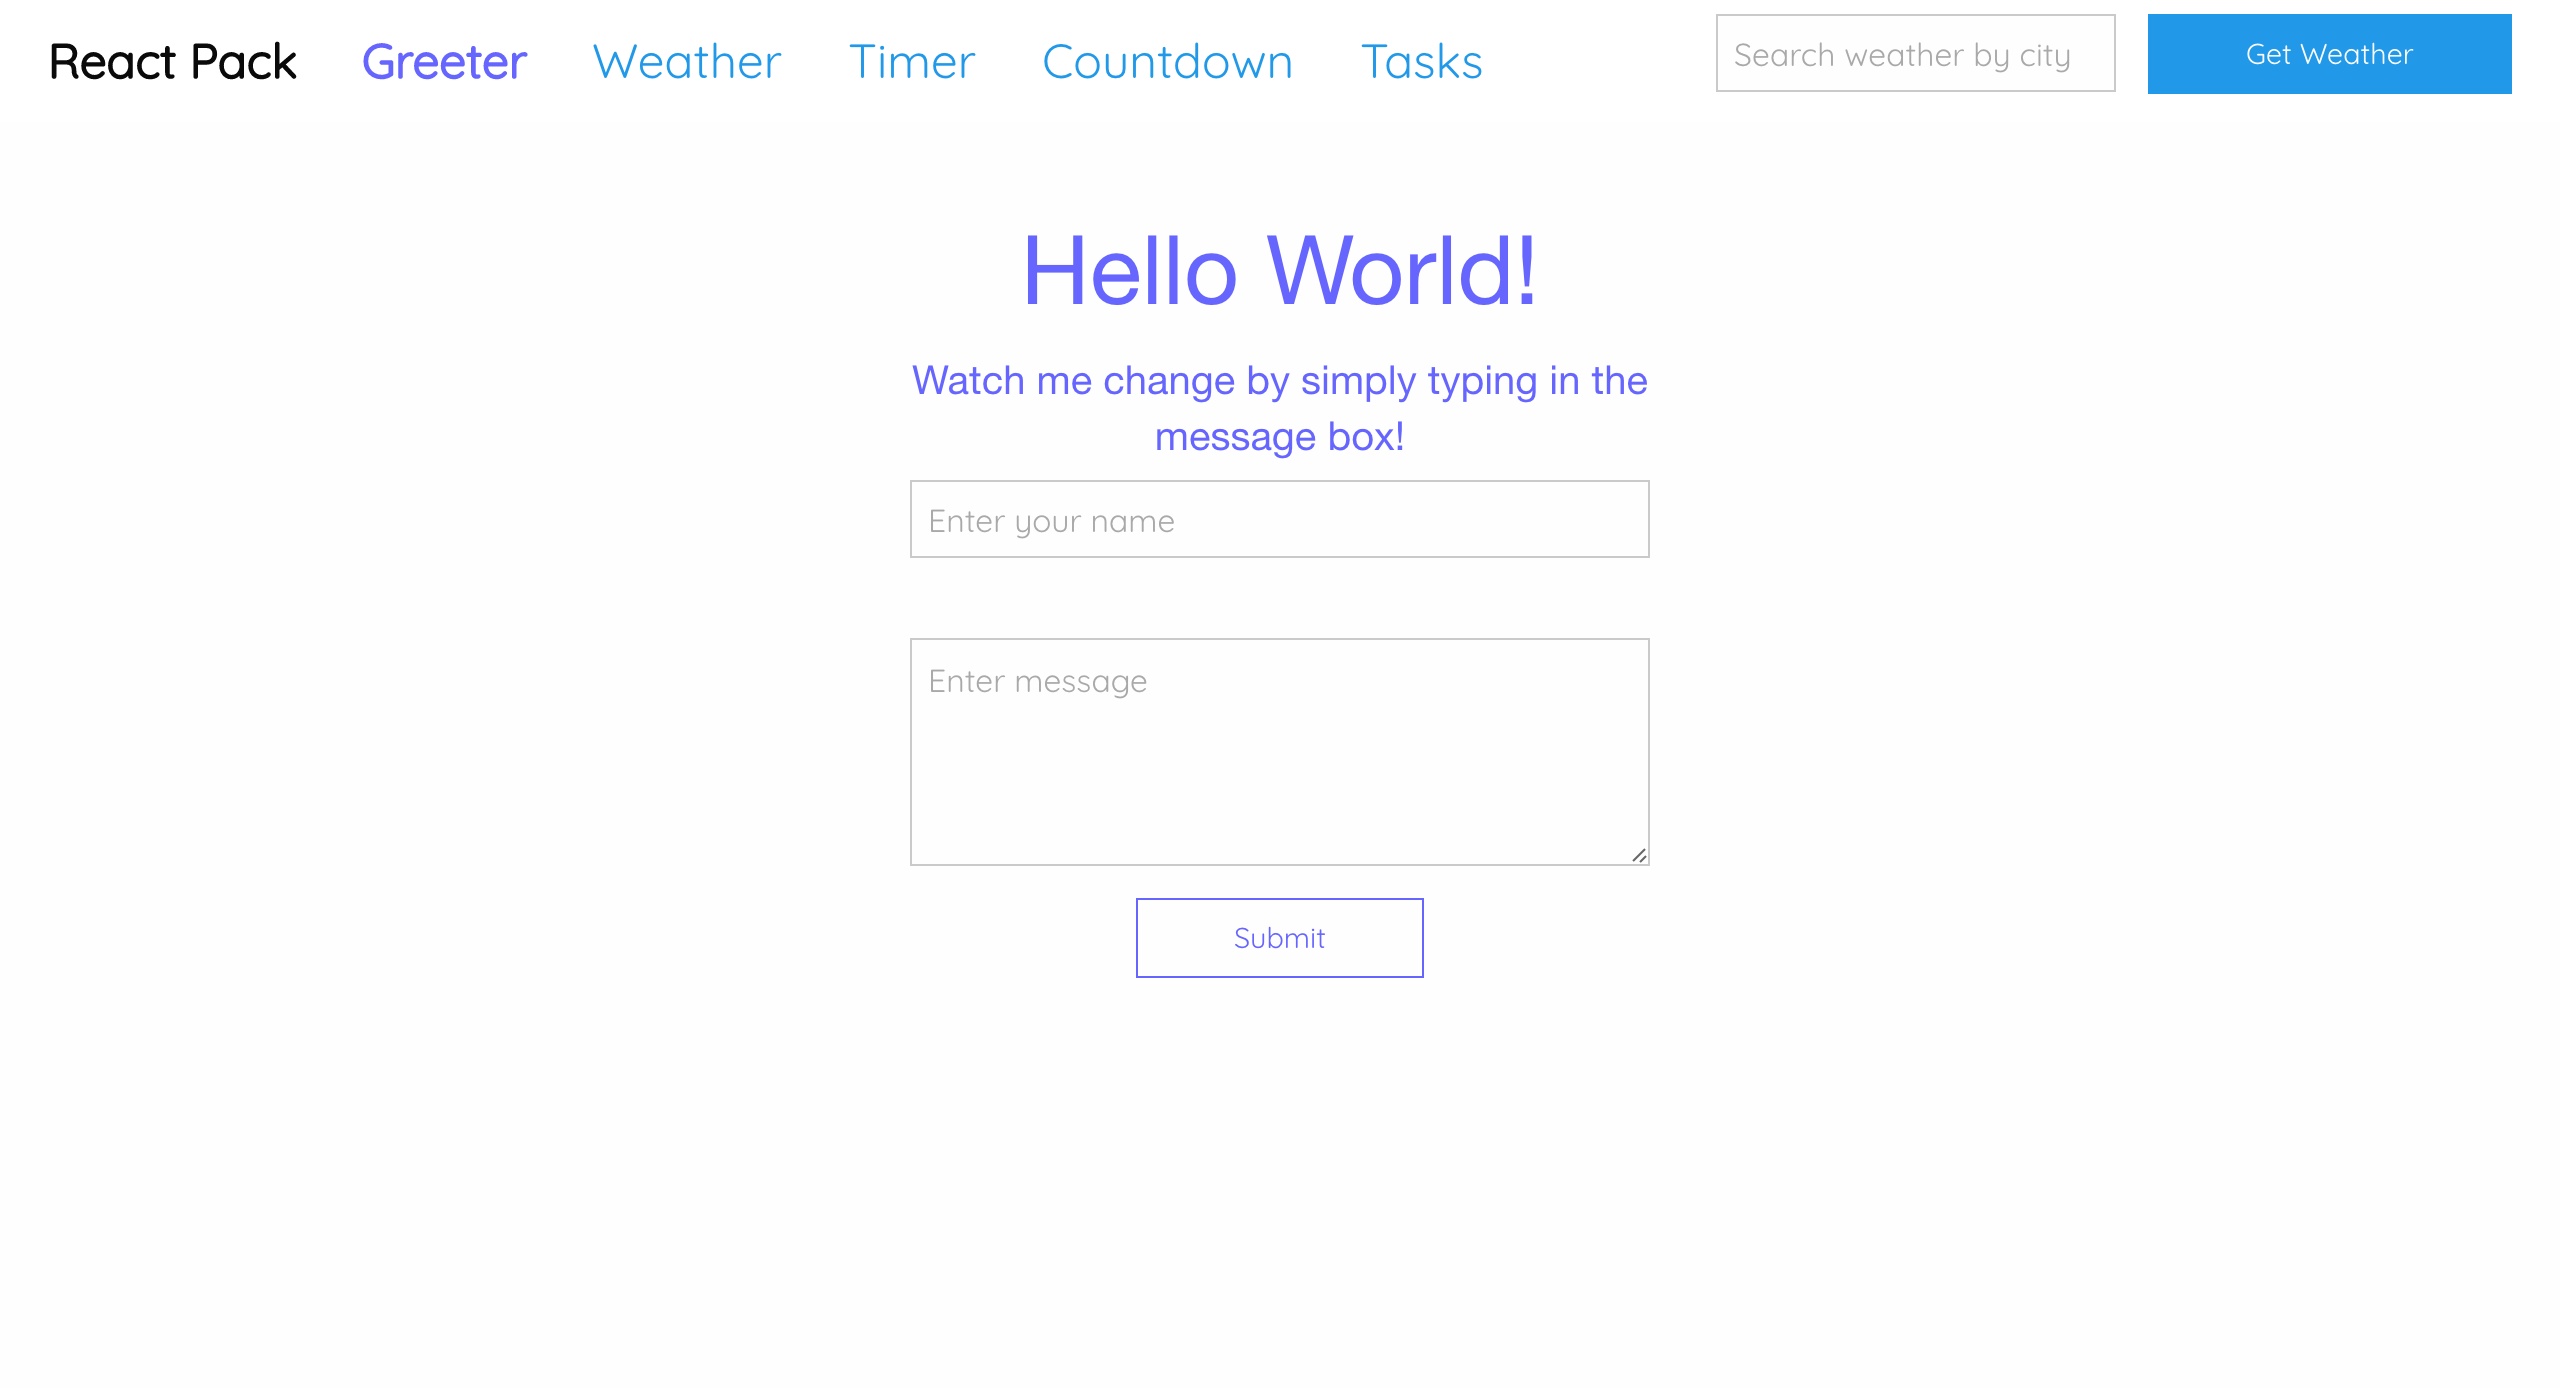 React Pack Greeter Weather Timer Countdown Tasks Search weather by city Get Weather
Hello World!
Watch me change by simply typing in the
message box!
Enter your name
Enter message
Submit